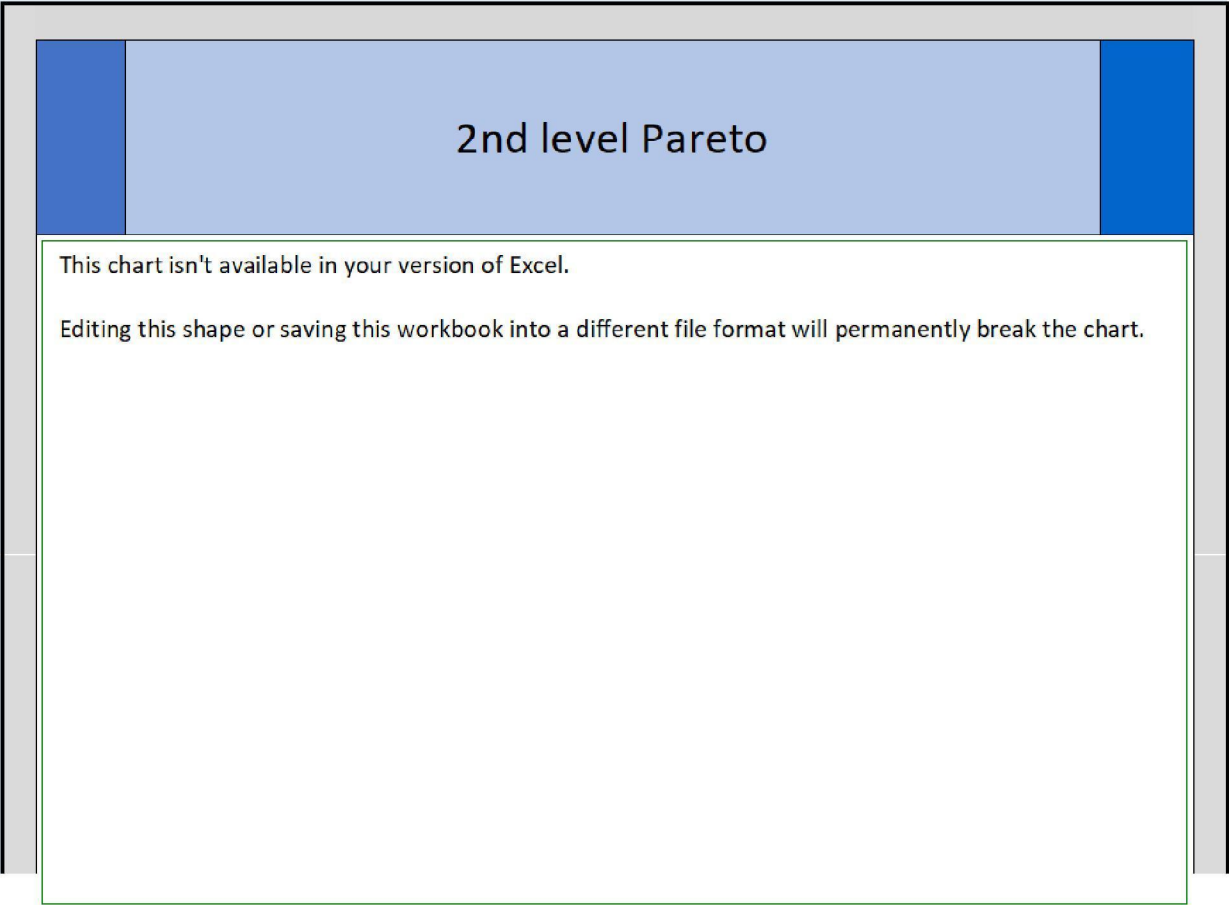 2nd level Pareto
This chart isn't available in your version of Excel.
Editing this shape or saving this workbook into a different file format will permanently break the chart.